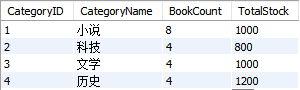 CategoryID CategoryName BookCount TotalStock
1 小说 8 1000
2 科技 4 800
3 文学 4 1000
4 历史 4 1200